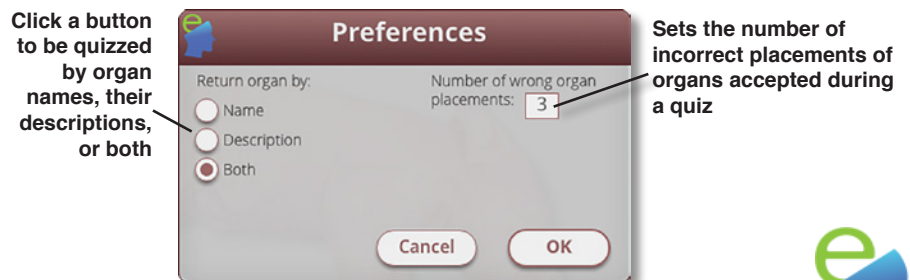 Click a button
to be quizzed
by organ
names, their
descriptions,
or both
Preferences
Return organ by:
Name
Description
Both
Number of wrong organ
placements: 3
Cancel
OK
Sets the number of
incorrect placements of
organs accepted during
a quiz